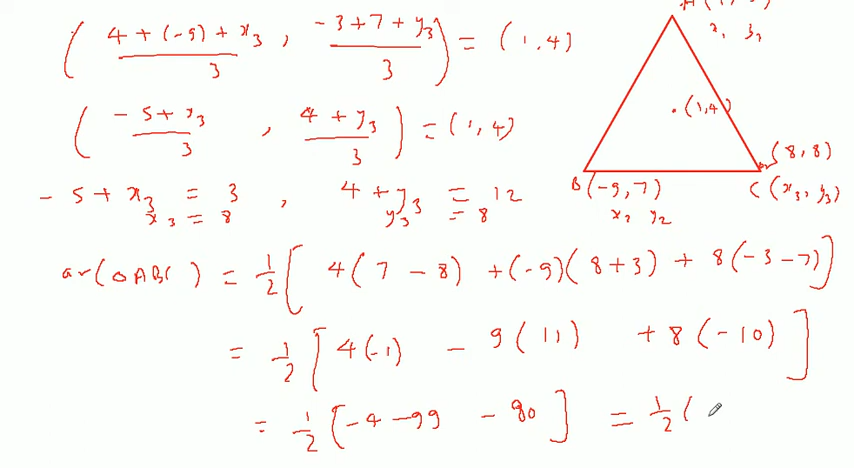 ( 4 + (-9) + x3 / 3 , -3 + 7 + y3 / 3 ) = (1, 4)
x, y,
( -5 + x3 / 3 , 4 + y3 / 3 ) = (1, 4)
. (1,4)
(8, 8)
B (-9, 7)
x2 y2
C (x3, y3)
-5 + x3 = 3 , 4 + y3 = 12
x3 = 8 y3 = 8
ar(△ABC) = 1/2 [ 4(7 - 8) + (-9)(8+3) + 8(-3-7) ]
= 1/2 [ 4(-1) - 9(11) + 8(-10) ]
= 1/2 [ -4 - 99 - 80 ] = 1/2 (